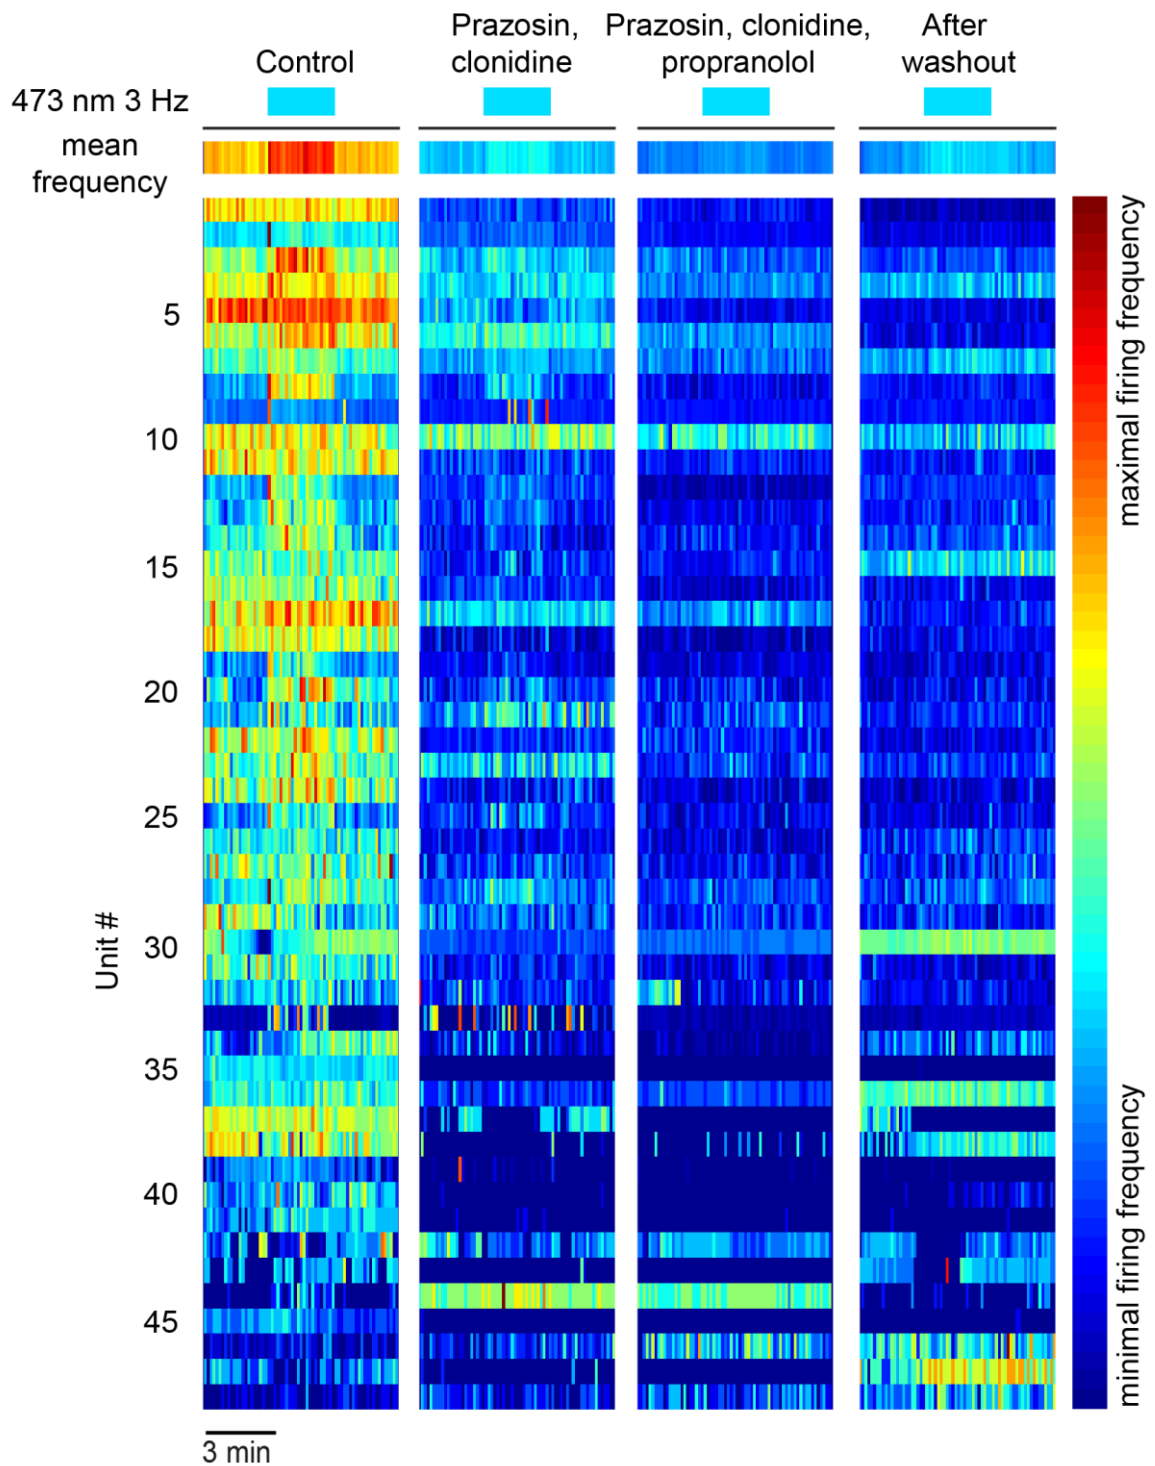 Control
Prazosin,
clonidine
Prazosin, clonidine,
propranolol
After
washout
473 nm 3 Hz
mean
frequency
5
10
15
20
25
30
35
40
45
Unit #
maximal firing frequency
minimal firing frequency
3 min